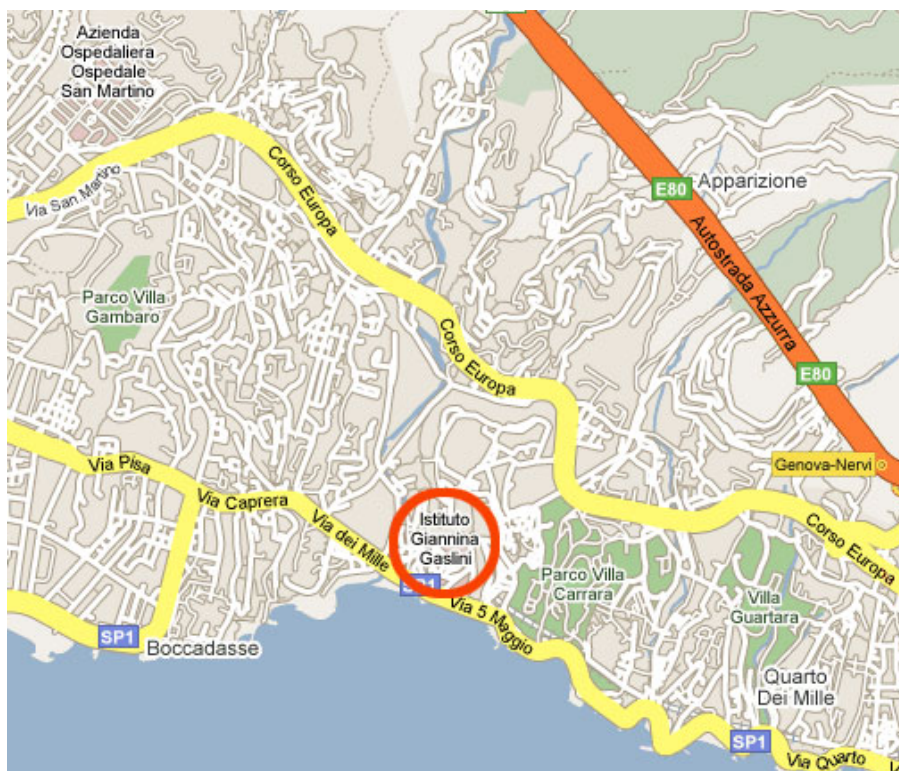 Azienda
Ospedaliera
Ospedale
San Martino
Via San Martino
Corso Europa
E80
Apparizione
Autostrada Azzurra
Parco Villa
Gambaro
Corso Europa
E80
Genova-Nervi
Via Pisa
Via Caprera
Via dei Mille
Istituto
Giannina
Gaslini
SP1
Via 5 Maggio
Parco Villa
Carrara
Corso Europa
Villa
Guartara
SP1
Boccadasse
Quarto
Dei Mille
SP1
Via Quarto